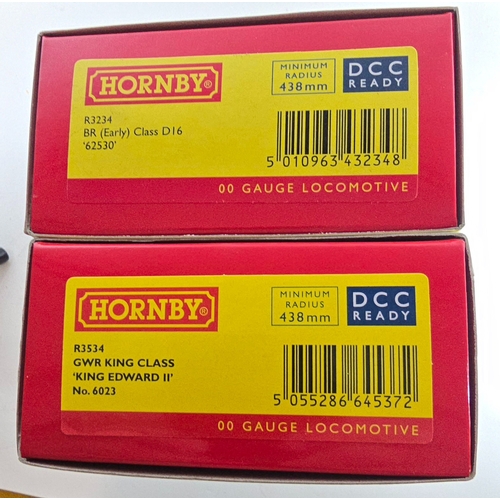 HORNBY®
MINIMUM
RADIUS
438mm
DCC
READY
R3234
BR (Early) Class D16
'62530'
5 010963 432348
00 GAUGE LOCOMOTIVE
HORNBY®
MINIMUM
RADIUS
438mm
DCC
READY
R3534
GWR KING CLASS
'KING EDWARD II'
No. 6023
5 055286 645372
00 GAUGE LOCOMOTIVE